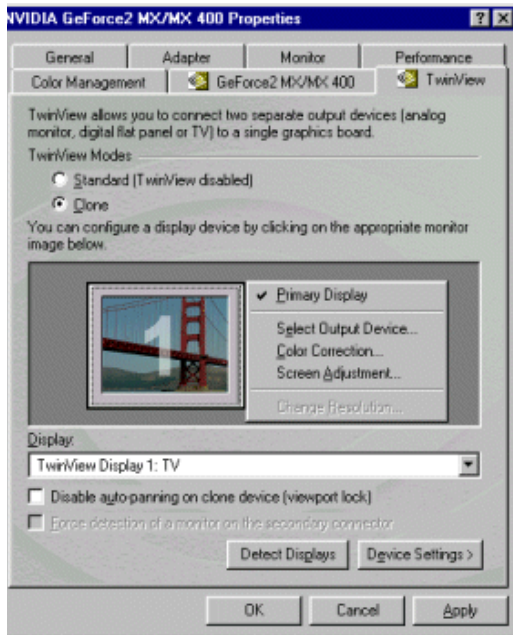 NVIDIA GeForce2 MX/MX 400 Properties
General Adapter Monitor Performance
Color Management GeForce2 MX/MX 400 TwinView
TwinView allows you to connect two separate output devices (analog
monitor, digital flat panel or TV) to a single graphics board.
TwinView Modes
Standard (TwinView disabled)
Clone
You can configure a display device by clicking on the appropriate monitor
image below.
1
Primary Display
Select Output Device...
Color Correction...
Screen Adjustment...
Change Resolution...
Display:
TwinView Display 1: TV
Disable auto-panning on clone device (viewport lock)
Force detection of a monitor on the secondary connector
Detect Displays Device Settings >
OK Cancel Apply